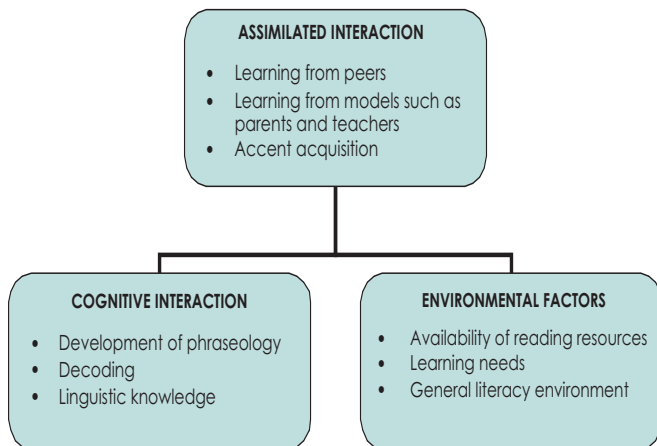 ASSIMILATED INTERACTION
• Learning from peers
• Learning from models such as
parents and teachers
• Accent acquisition
COGNITIVE INTERACTION
• Development of phraseology
• Decoding
• Linguistic knowledge
ENVIRONMENTAL FACTORS
• Availability of reading resources
• Learning needs
• General literacy environment